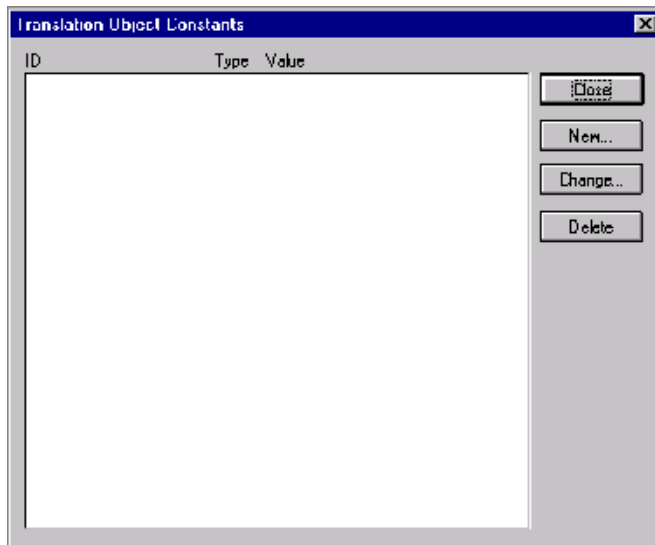 Translation Object Constants
ID Type Value
Close
New...
Change...
Delete